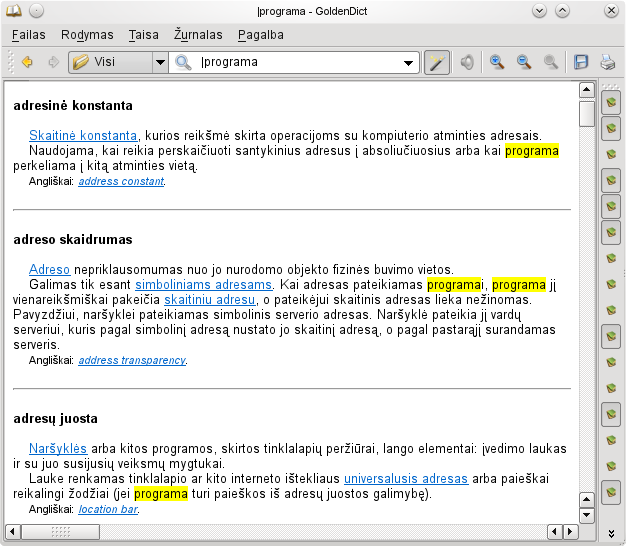 |programa - GoldenDict
Failas Rodymas Taisa Žurnalas Pagalba
Visi |programa
adresinė konstanta
Skaitinė konstanta, kurios reikšmė skirta operacijoms su kompiuterio atminties adresais.
Naudojama, kai reikia perskaičiuoti santykinius adresus į absoliučiuosius arba kai programa
perkeliama į kitą atminties vietą.
Angliškai: address constant.
adreso skaidrumas
Adreso nepriklausomumas nuo jo nurodomo objekto fizinės buvimo vietos.
Galimas tik esant simboliniams adresams. Kai adresas pateikiamas programai, programa jį
vienareikšmiškai pakeičia skaitiniu adresu, o pateikėjui skaitinis adresas lieka nežinomas.
Pavyzdžiui, naršyklei pateikiamas simbolinis serverio adresas. Naršyklė pateikia jį vardų
serveriui, kuris pagal simbolinį adresą nustato jo skaitinį adresą, o pagal pastarąjį surandamas
serveris.
Angliškai: address transparency.
adresų juosta
Naršyklės arba kitos programos, skirtos tinklalapių peržiūrai, lango elementai: įvedimo laukas
ir su juo susijusių veiksmų mygtukai.
Lauke renkamas tinklalapio ar kito interneto ištekliaus universalusis adresas arba paieškai
reikalingi žodžiai (jei programa turi paieškos iš adresų juostos galimybę).
Angliškai: location bar.